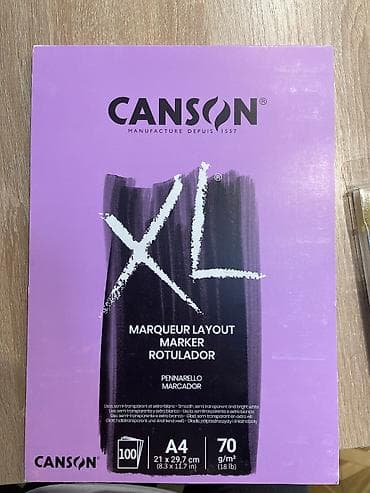 CANSON®
MANUFACTURE DEPUIS 1557
XL®
MARQUEUR LAYOUT
MARKER
ROTULADOR
PENNARELLO
MARCADOR
100
A4
21 x 29,7 cm
(8.3 x 11.7 in)
70
g/m²
(18 lb)
CANSON®